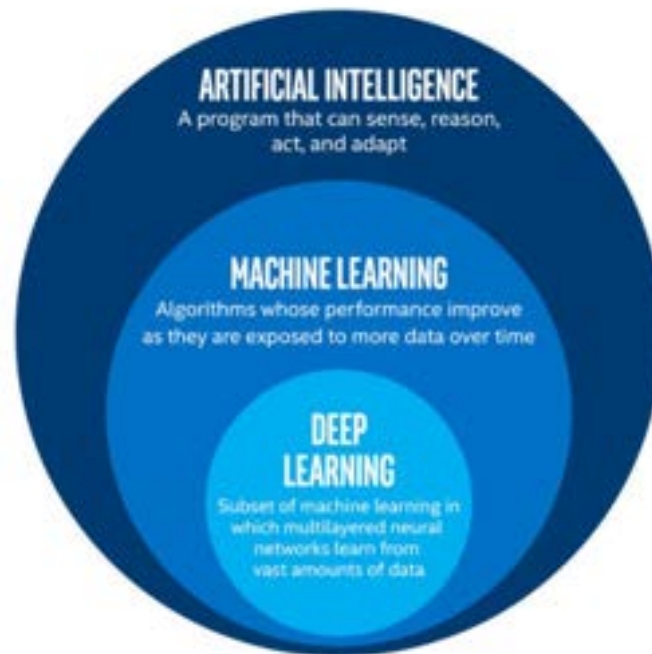 ARTIFICIAL INTELLIGENCE
A program that can sense, reason,
act, and adapt
MACHINE LEARNING
Algorithms whose performance improve
as they are exposed to more data over time
DEEP
LEARNING
Subset of machine learning in
which multilayered neural
networks learn from
vast amounts of data